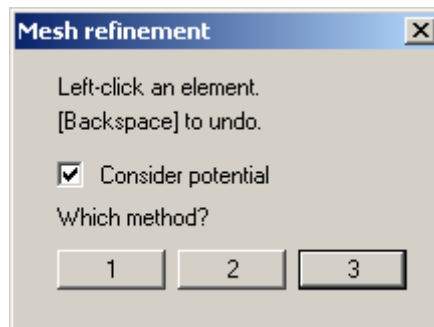 Mesh refinement
Left-click an element.
[Backspace] to undo.
Consider potential
Which method?
1 2 3